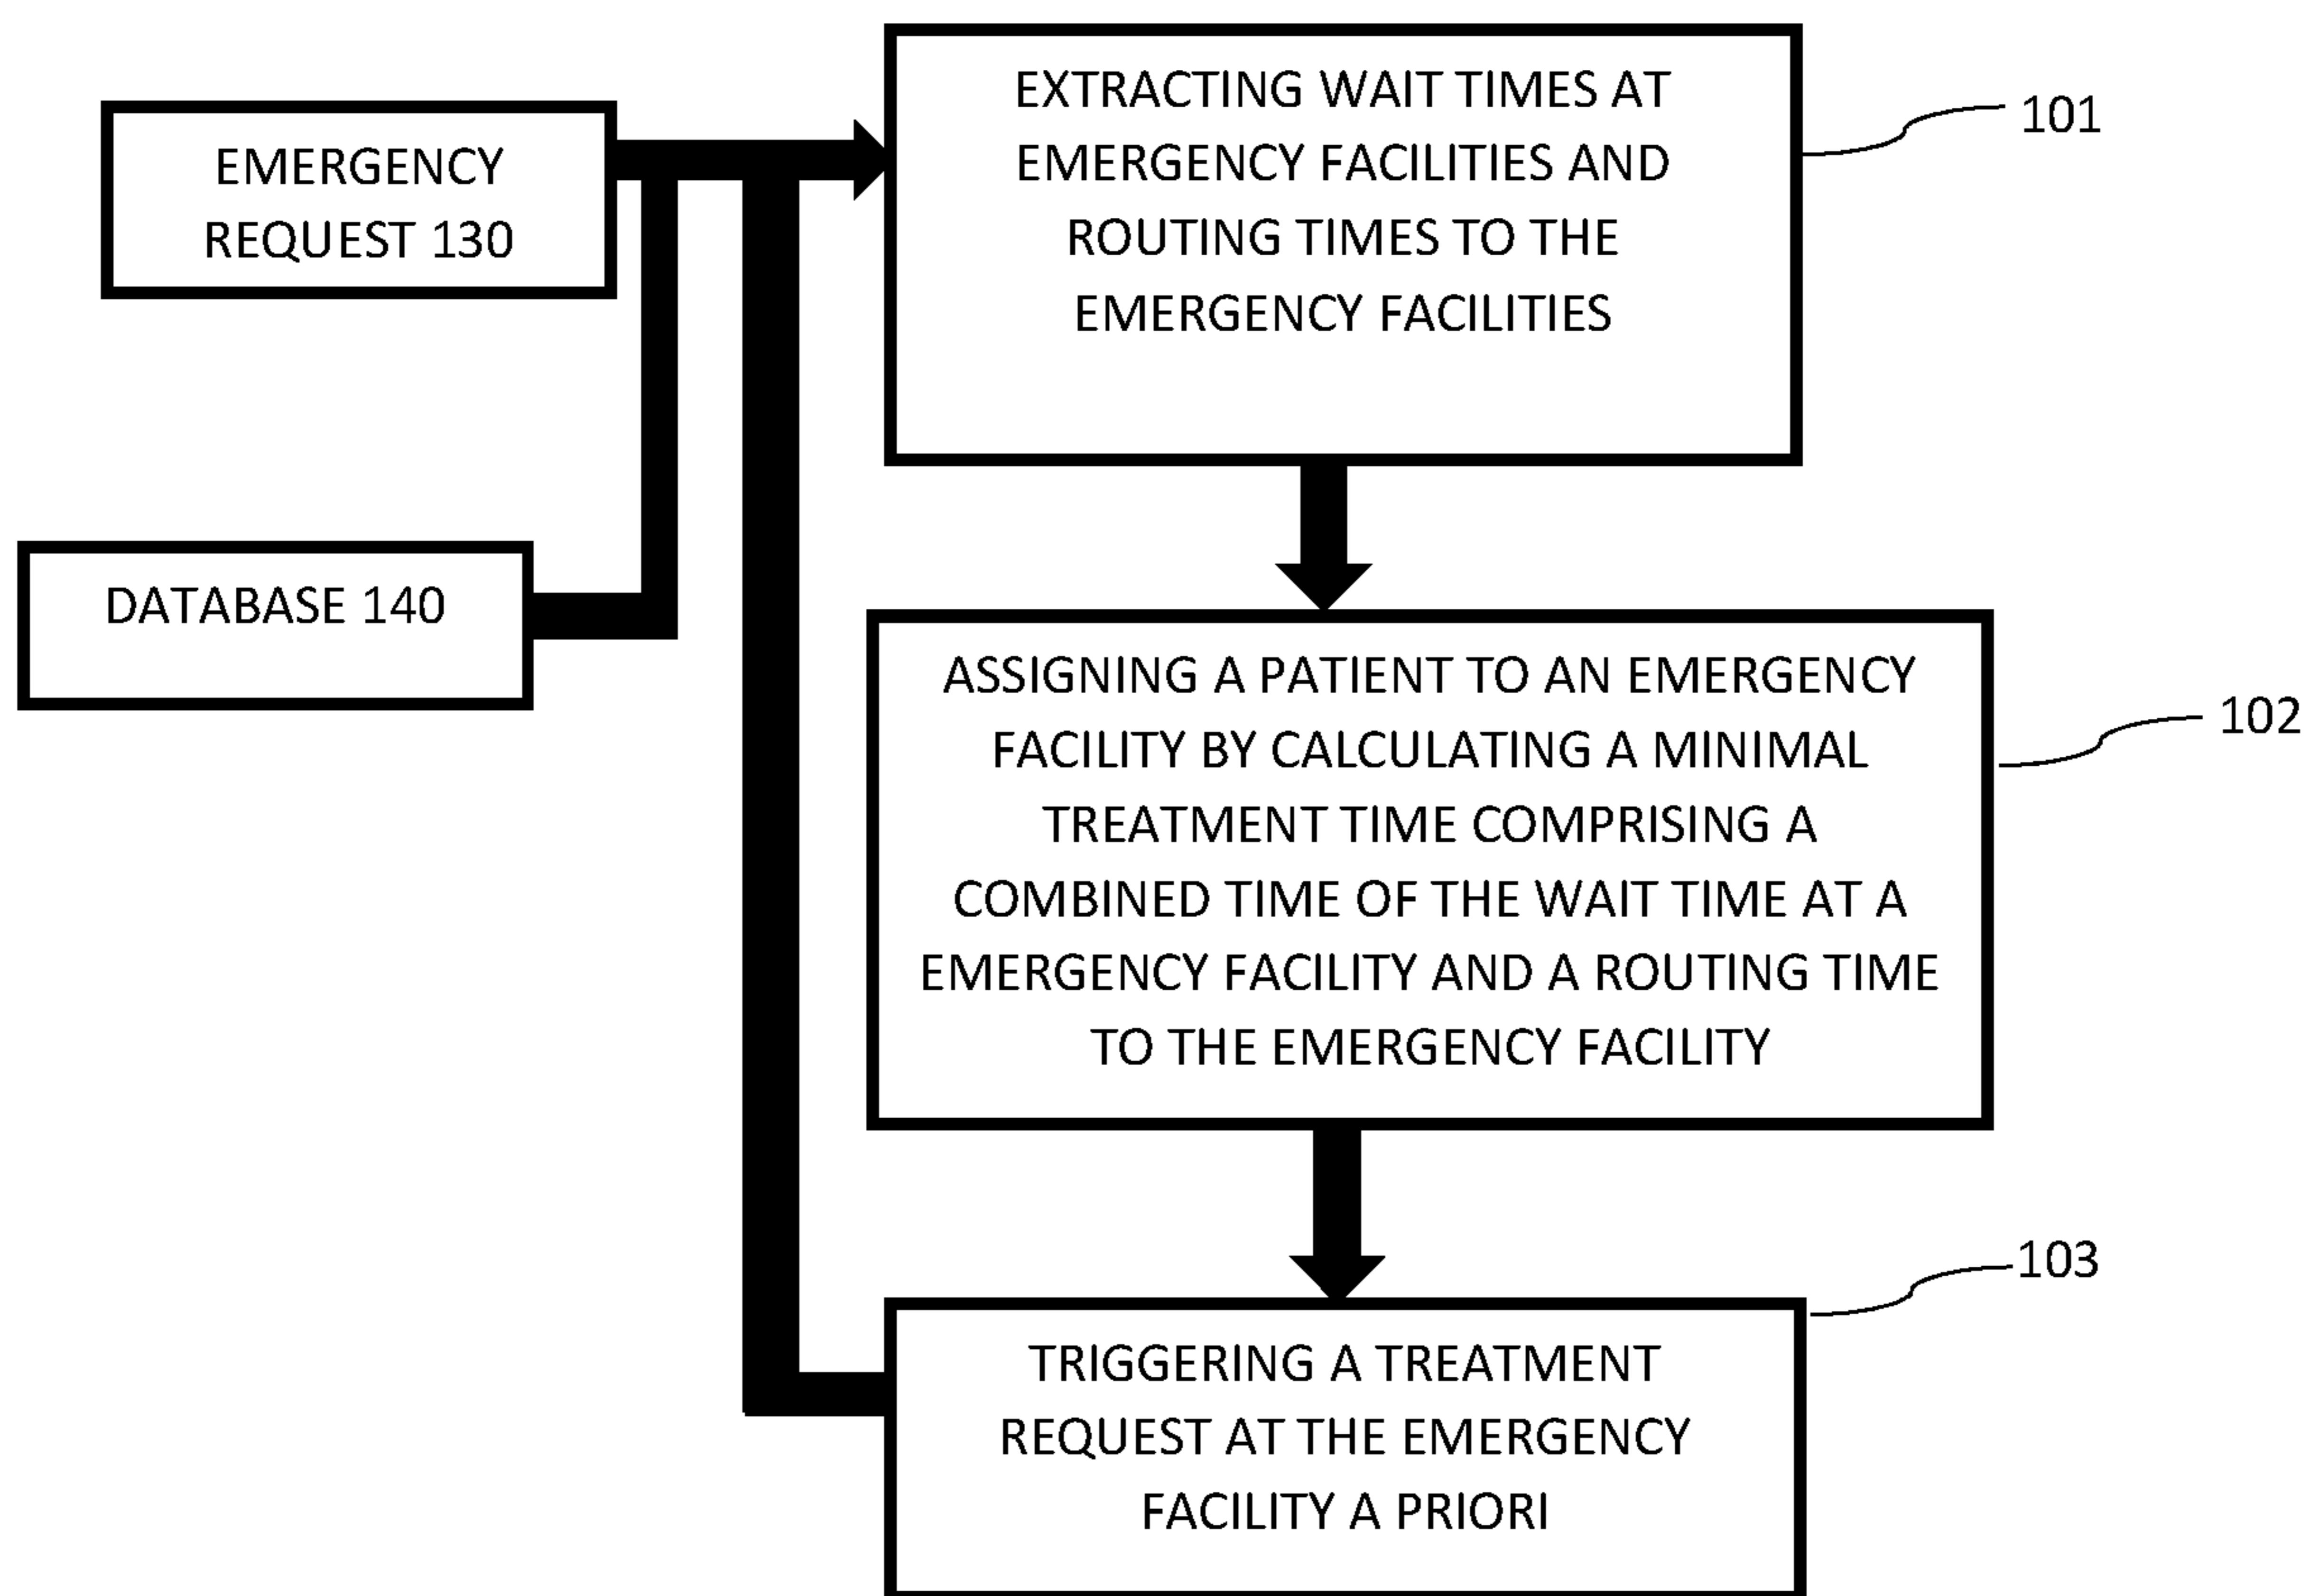 EMERGENCY
REQUEST 130
DATABASE 140
EXTRACTING WAIT TIMES AT
EMERGENCY FACILITIES AND
ROUTING TIMES TO THE
EMERGENCY FACILITIES
101
ASSIGNING A PATIENT TO AN EMERGENCY
FACILITY BY CALCULATING A MINIMAL
TREATMENT TIME COMPRISING A
COMBINED TIME OF THE WAIT TIME AT A
EMERGENCY FACILITY AND A ROUTING TIME
TO THE EMERGENCY FACILITY
102
TRIGGERING A TREATMENT
REQUEST AT THE EMERGENCY
FACILITY A PRIORI
103